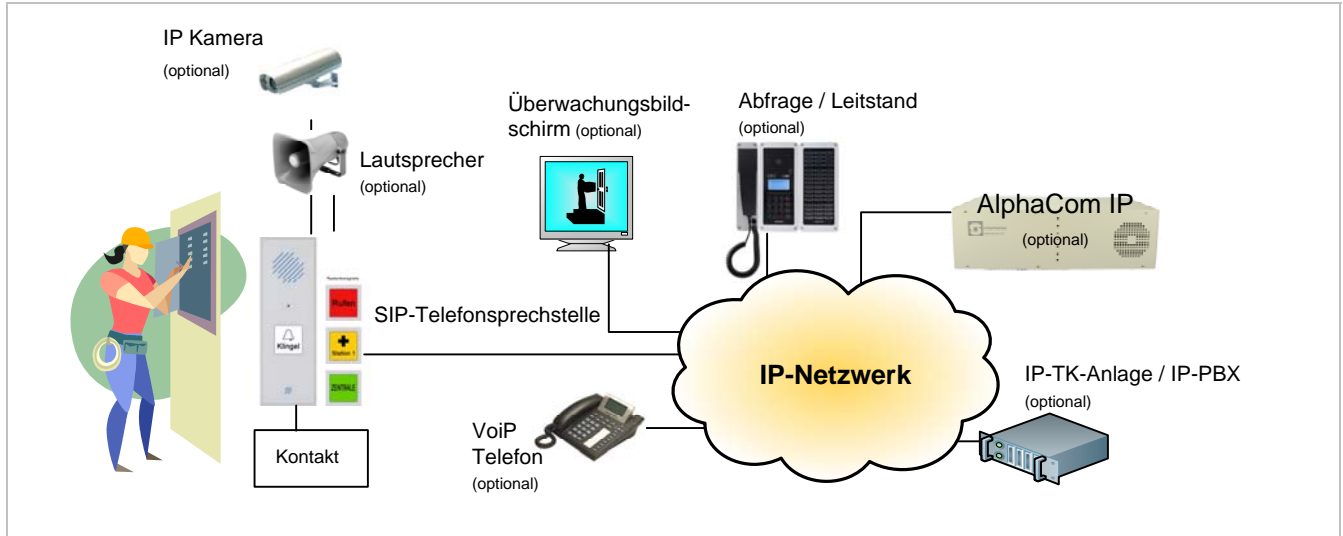 IP Kamera
(optional)
Lautsprecher
(optional)
Überwachungsbild-
schirm (optional)
Abfrage / Leitstand
(optional)
AlphaCom IP
(optional)
Rufen
Klingel
Station 1
ZENTRALE
SIP-Telefonsprechstelle
IP-Netzwerk
IP-TK-Anlage / IP-PBX
(optional)
Kontakt
VoiP
Telefon
(optional)